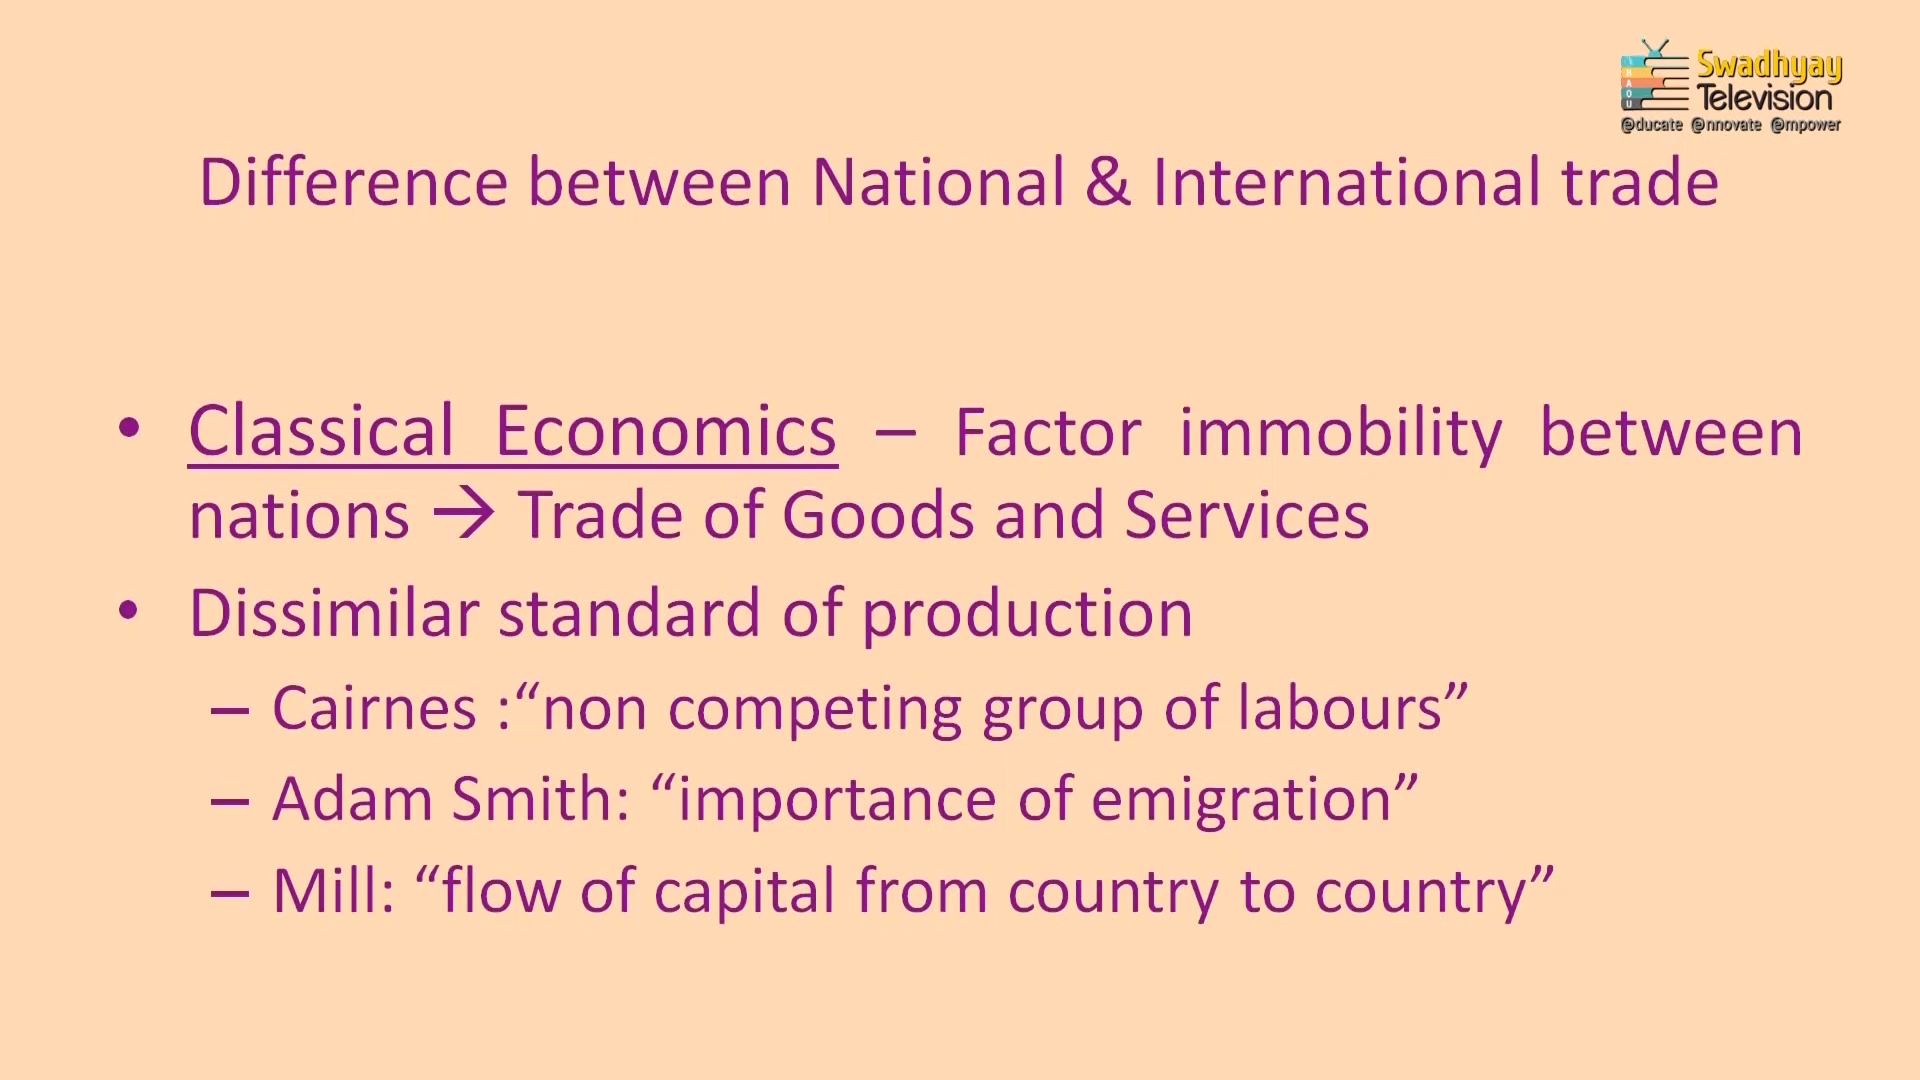 Swadhyay
Television
@ducate @nnovate @mpower
Difference between National & International trade
• Classical Economics – Factor immobility between
nations → Trade of Goods and Services
• Dissimilar standard of production
– Cairnes :“non competing group of labours”
– Adam Smith: “importance of emigration”
– Mill: “flow of capital from country to country”